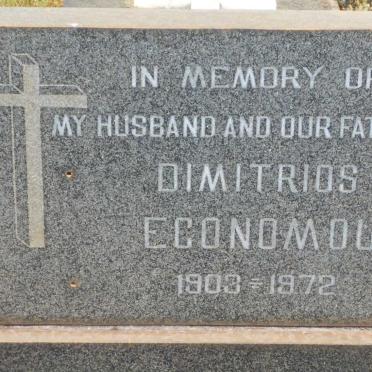 IN MEMORY OF
MY HUSBAND AND OUR FAT
DIMITRIOS
ECONOMOU
1903 = 1972